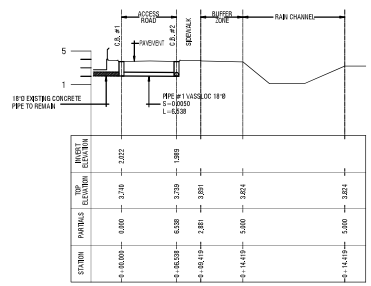 ACCESS
ROAD
BUFFER
ZONE
RAIN CHANNEL
C.B. #1
C.B. #2
SIDEWALK
PAVEMENT
5
1
18"Ø EXISTING CONCRETE
PIPE TO REMAIN
PIPE #1 VASSLOC 18"Ø
S=0.0050
L=6.538
INVERT
ELEVATION
2.022
1.989
TOP
ELEVATION
3.740
3.739
3.891
3.824
3.824
PARTIALS
0.000
6.538
2.881
5.000
5.000
STATION
0+00.000
0+06.538
0+09.419
0+14.419
0+14.419